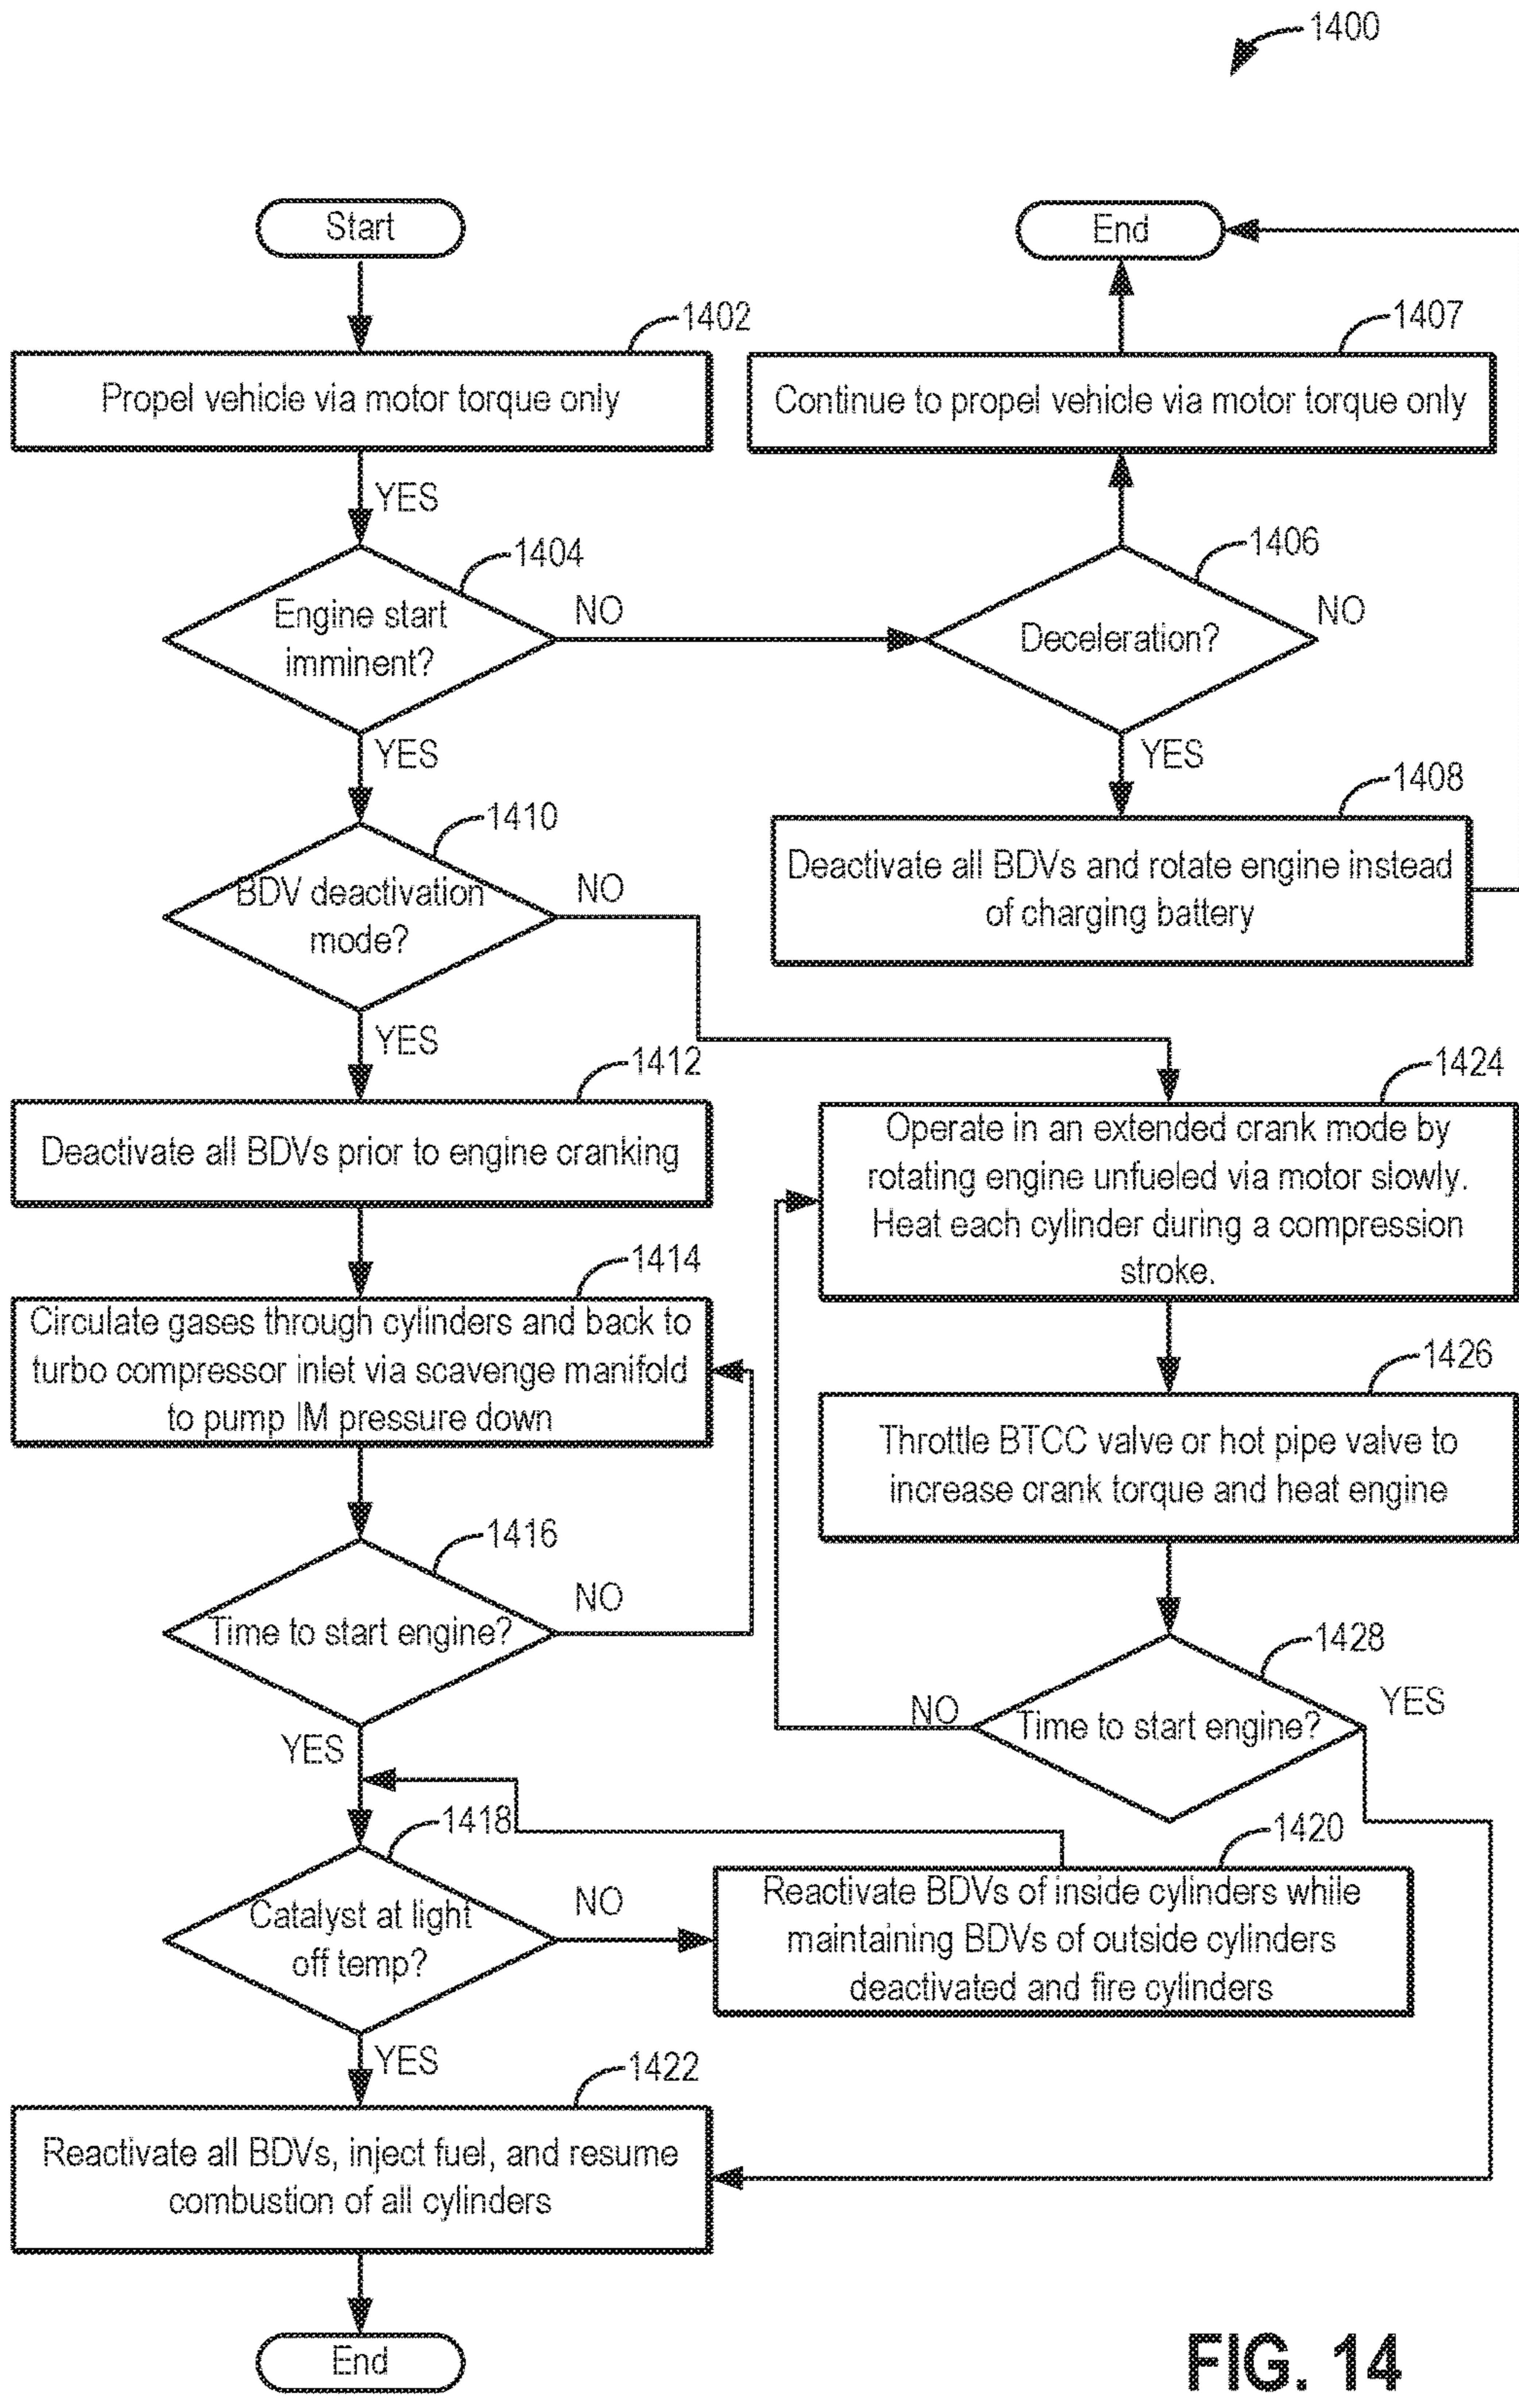 1400
Start
End
1402
1407
Propel vehicle via motor torque only
Continue to propel vehicle via motor torque only
YES
1404
1406
Engine start
imminent?
NO
Deceleration?
NO
YES
YES
1408
1410
Deactivate all BDVs and rotate engine instead
of charging battery
BDV deactivation
mode?
NO
YES
1412
1424
Deactivate all BDVs prior to engine cranking
Operate in an extended crank mode by
rotating engine unfueled via motor slowly.
Heat each cylinder during a compression
stroke.
1414
Circulate gases through cylinders and back to
turbo compressor inlet via scavenge manifold
to pump IM pressure down
1426
Throttle BTCC valve or hot pipe valve to
increase crank torque and heat engine
1416
Time to start engine?
NO
1428
YES
NO
Time to start engine?
YES
1418
1420
Catalyst at light
off temp?
NO
Reactivate BDVs of inside cylinders while
maintaining BDVs of outside cylinders
deactivated and fire cylinders
YES
1422
Reactivate all BDVs, inject fuel, and resume
combustion of all cylinders
End
FIG. 14